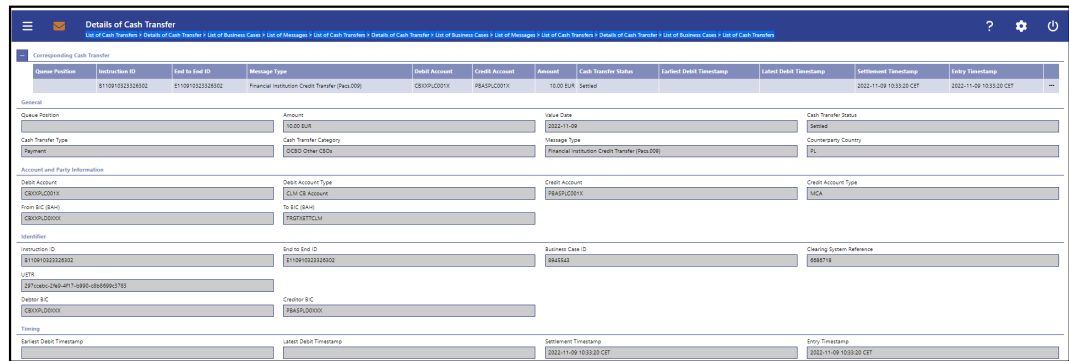 Details of Cash Transfer
List of Cash Transfers > Details of Cash Transfer > List of Business Cases > List of Messages > List of Cash Transfers > Details of Cash Transfer > List of Business Cases > List of Messages > List of Cash Transfers > Details of Cash Transfer > List of Business Cases > List of Cash Transfers
Corresponding Cash Transfer
Queue Position Instruction ID End to End ID Message Type Debit Account Credit Account Amount Cash Transfer Status Earliest Debit Timestamp Latest Debit Timestamp Settlement Timestamp Entry Timestamp
B110910323326302 E110910323326302 Financial Institution Credit Transfer (Pacs.009) CBXXPLC001X PBASPLC001X 10.00 EUR Settled 2022-11-09 10:33:20 CET 2022-11-09 10:33:20 CET ...
General
Queue Position Amount Value Date Cash Transfer Status
10.00 EUR 2022-11-09 Settled
Cash Transfer Type Cash Transfer Category Message Type Counterparty Country
Payment OCBO Other CBOs Financial Institution Credit Transfer (Pacs.009) PL
Account and Party Information
Debit Account Debit Account Type Credit Account Credit Account Type
CBXXPLC001X CLM CB Account PBASPLC001X MCA
From BIC (BAH) To BIC (BAH)
CBXXPLD0XXX TRGTXETTCLM
Identifier
Instruction ID End to End ID Business Case ID Clearing System Reference
B110910323326302 E110910323326302 9945543 6696718
UETR
297ccebc-2fe9-4f17-b990-c8b8699c3783
Debtor BIC Creditor BIC
CBXXPLD0XXX PBASPLD0XXX
Timing
Earliest Debit Timestamp Latest Debit Timestamp Settlement Timestamp Entry Timestamp
2022-11-09 10:33:20 CET 2022-11-09 10:33:20 CET